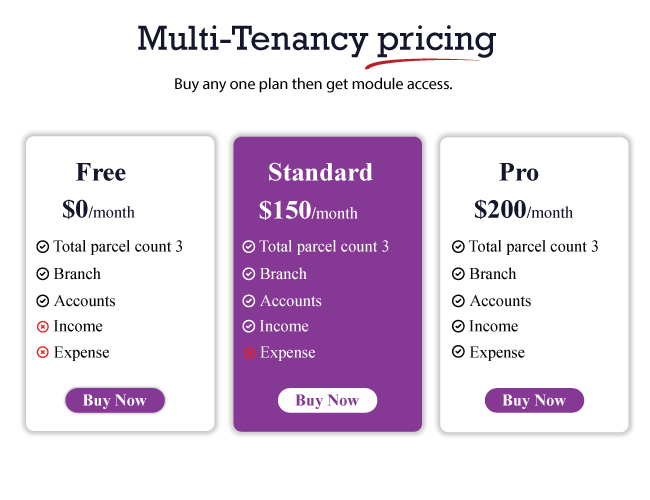 Multi-Tenancy pricing
Buy any one plan then get module access.
Free
$0/month
Total parcel count 3
Branch
Accounts
Income
Expense
Buy Now
Standard
$150/month
Total parcel count 3
Branch
Accounts
Income
Expense
Buy Now
Pro
$200/month
Total parcel count 3
Branch
Accounts
Income
Expense
Buy Now